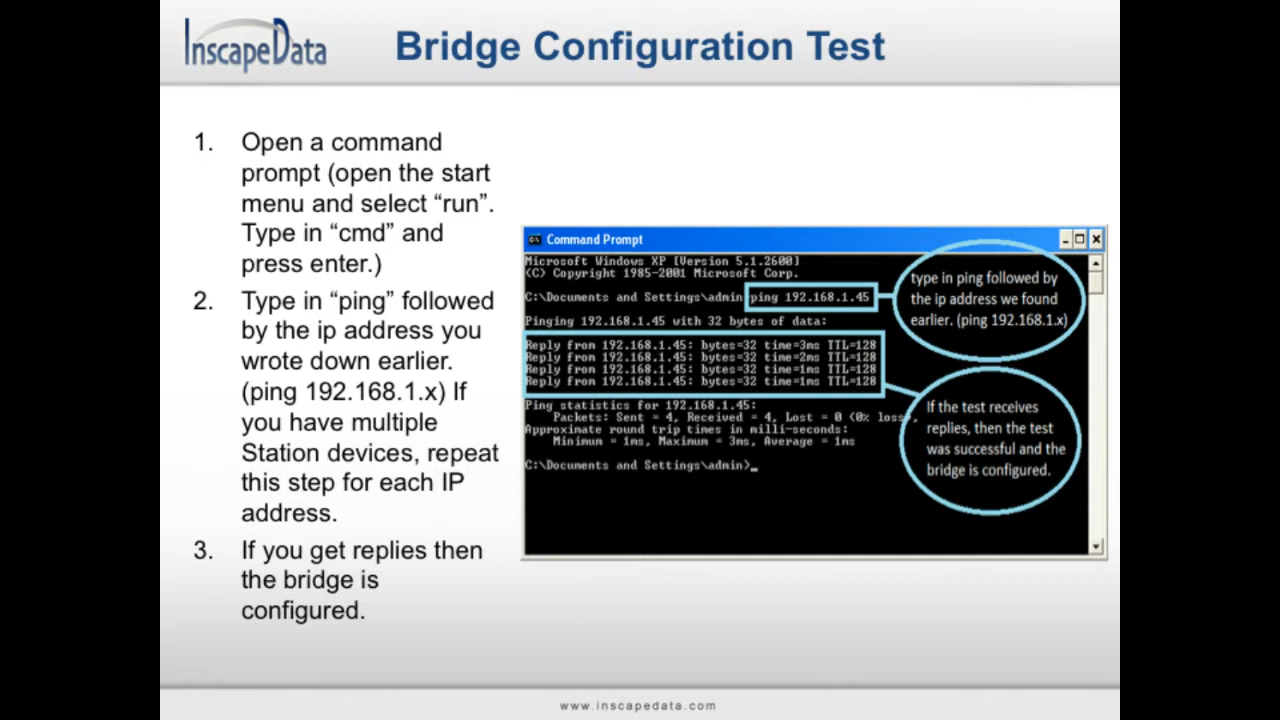 InscapeData
Bridge Configuration Test
1. Open a command
prompt (open the start
menu and select “run”.
Type in “cmd” and
press enter.)
2. Type in “ping” followed
by the ip address you
wrote down earlier.
(ping 192.168.1.x) If
you have multiple
Station devices, repeat
this step for each IP
address.
3. If you get replies then
the bridge is
configured.
Command Prompt
Microsoft Windows XP [Version 5.1.2600]
(C) Copyright 1985-2001 Microsoft Corp.
C:\Documents and Settings\admin ping 192.168.1.45
Pinging 192.168.1.45 with 32 bytes of data:
Reply from 192.168.1.45: bytes=32 time=3ms TTL=128
Reply from 192.168.1.45: bytes=32 time=2ms TTL=128
Reply from 192.168.1.45: bytes=32 time=1ms TTL=128
Reply from 192.168.1.45: bytes=32 time=1ms TTL=128
Ping statistics for 192.168.1.45:
Packets: Sent = 4, Received = 4, Lost = 0 (0% loss),
Approximate round trip times in milli-seconds:
Minimum = 1ms, Maximum = 3ms, Average = 1ms
C:\Documents and Settings\admin>_
type in ping followed by
the ip address we found
earlier. (ping 192.168.1.x)
If the test receives
replies, then the test
was successful and the
bridge is configured.
www.inscapedata.com